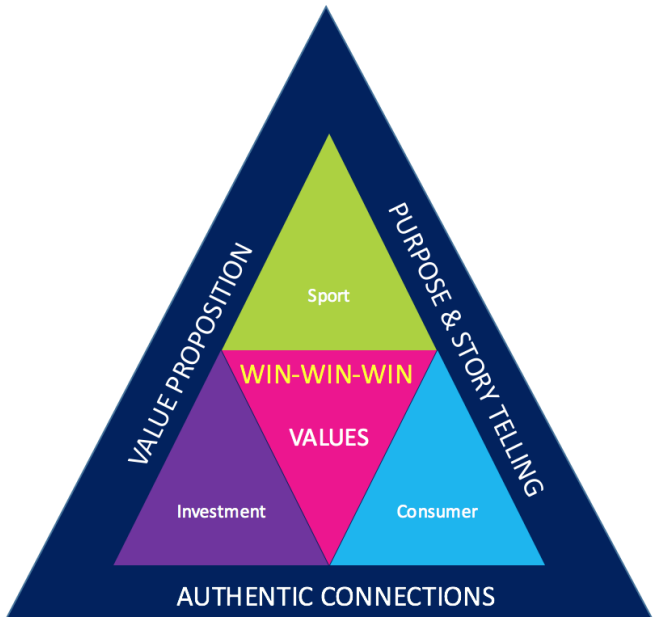 VALUE PROPOSITION
PURPOSE & STORY TELLING
Sport
WIN-WIN-WIN
VALUES
Investment
Consumer
AUTHENTIC CONNECTIONS